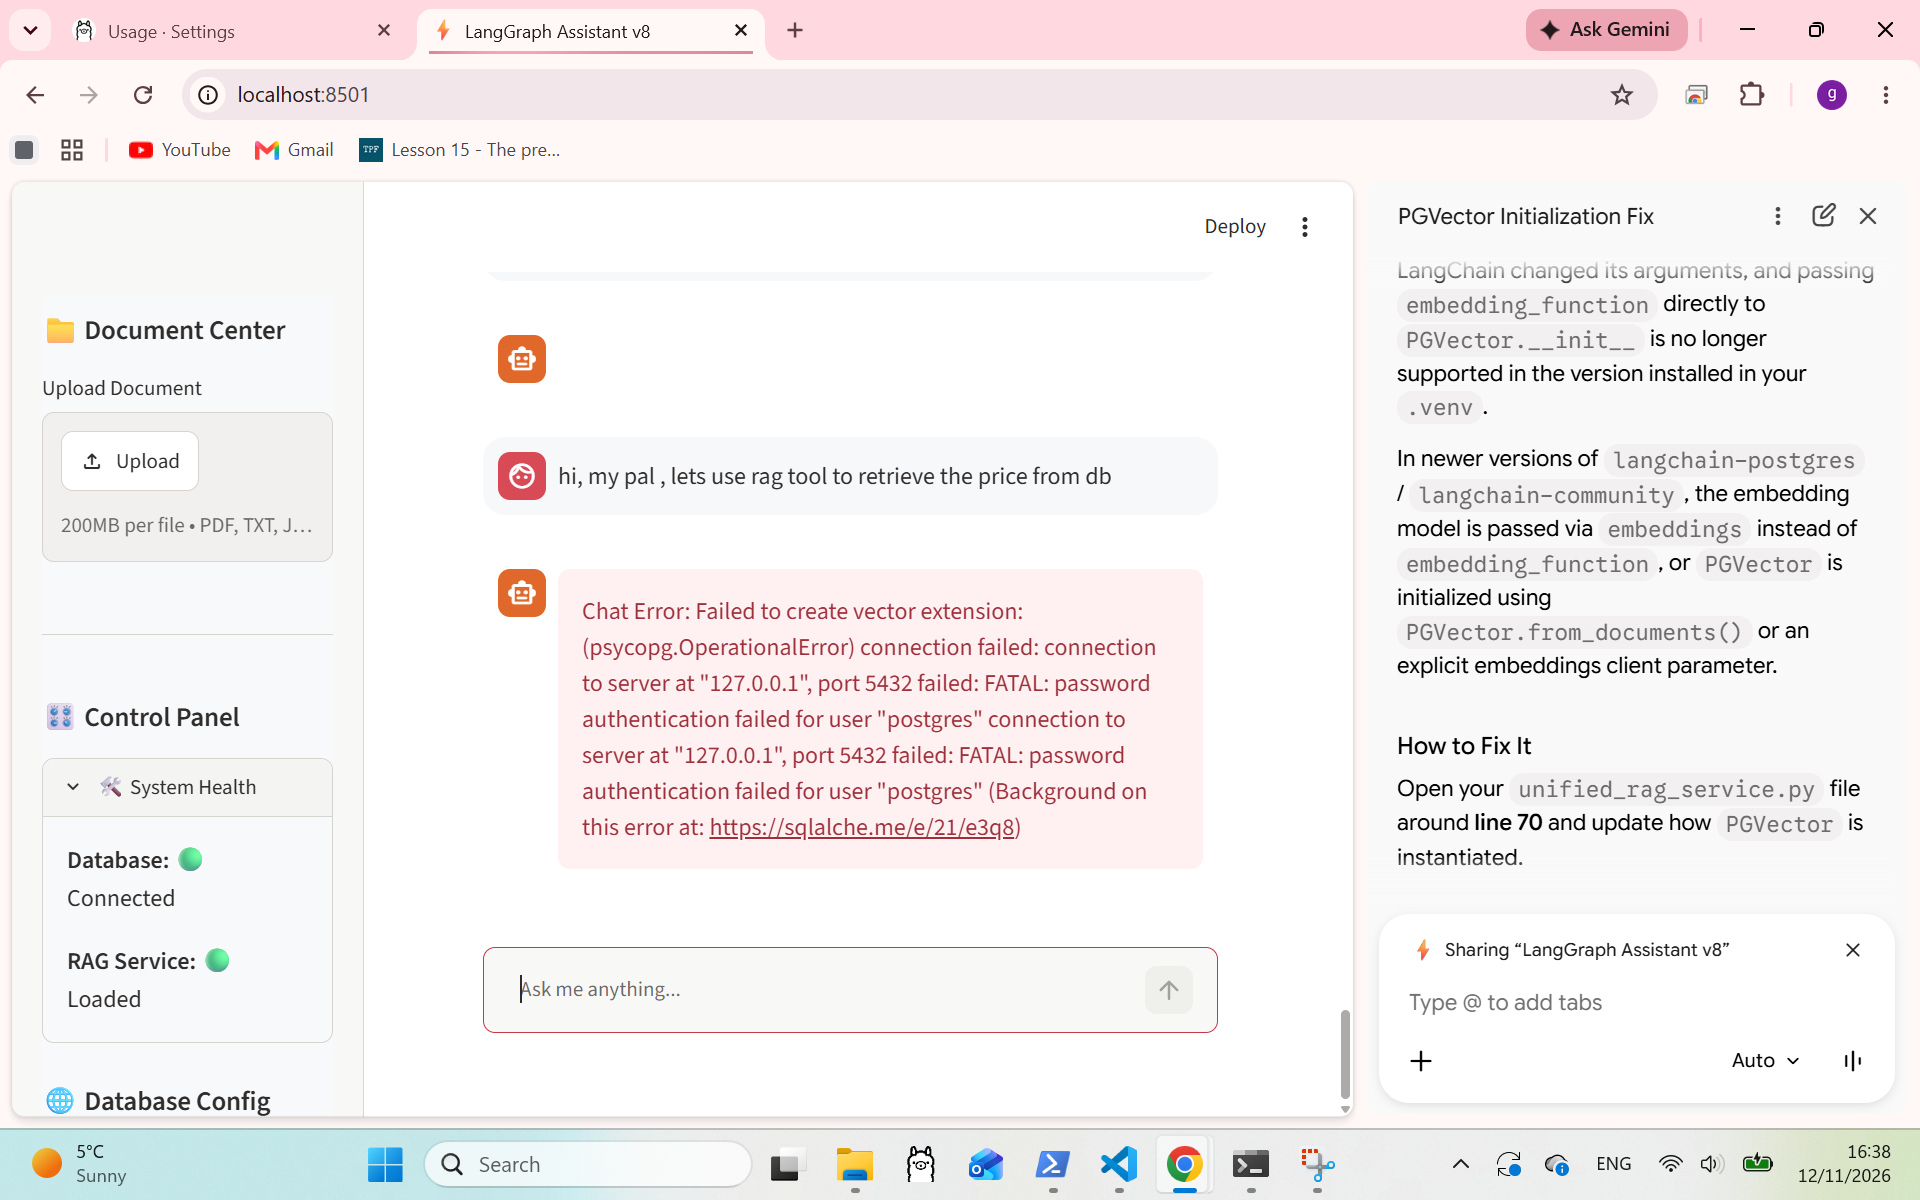 Usage · Settings
LangGraph Assistant v8
Ask Gemini
localhost:8501
g
YouTube
Gmail
TPF
Lesson 15 - The pre...
Document Center
Upload Document
Upload
200MB per file • PDF, TXT, J...
Control Panel
System Health
Database:
Connected
RAG Service:
Loaded
Database Config
Deploy
hi, my pal , lets use rag tool to retrieve the price from db
Chat Error: Failed to create vector extension:
(psycopg.OperationalError) connection failed: connection
to server at "127.0.0.1", port 5432 failed: FATAL: password
authentication failed for user "postgres" connection to
server at "127.0.0.1", port 5432 failed: FATAL: password
authentication failed for user "postgres" (Background on
this error at: https://sqlalche.me/e/21/e3q8)
Ask me anything...
PGVector Initialization Fix
LangChain changed its arguments, and passing
embedding_function directly to
PGVector.__init__ is no longer
supported in the version installed in your
.venv .
In newer versions of langchain-postgres
/ langchain-community , the embedding
model is passed via embeddings instead of
embedding_function , or PGVector is
initialized using
PGVector.from_documents() or an
explicit embeddings client parameter.
How to Fix It
Open your unified_rag_service.py file
around line 70 and update how PGVector is
instantiated.
Sharing “LangGraph Assistant v8”
Type @ to add tabs
Auto
5°C
Sunny
Search
ENG
16:38
12/11/2026